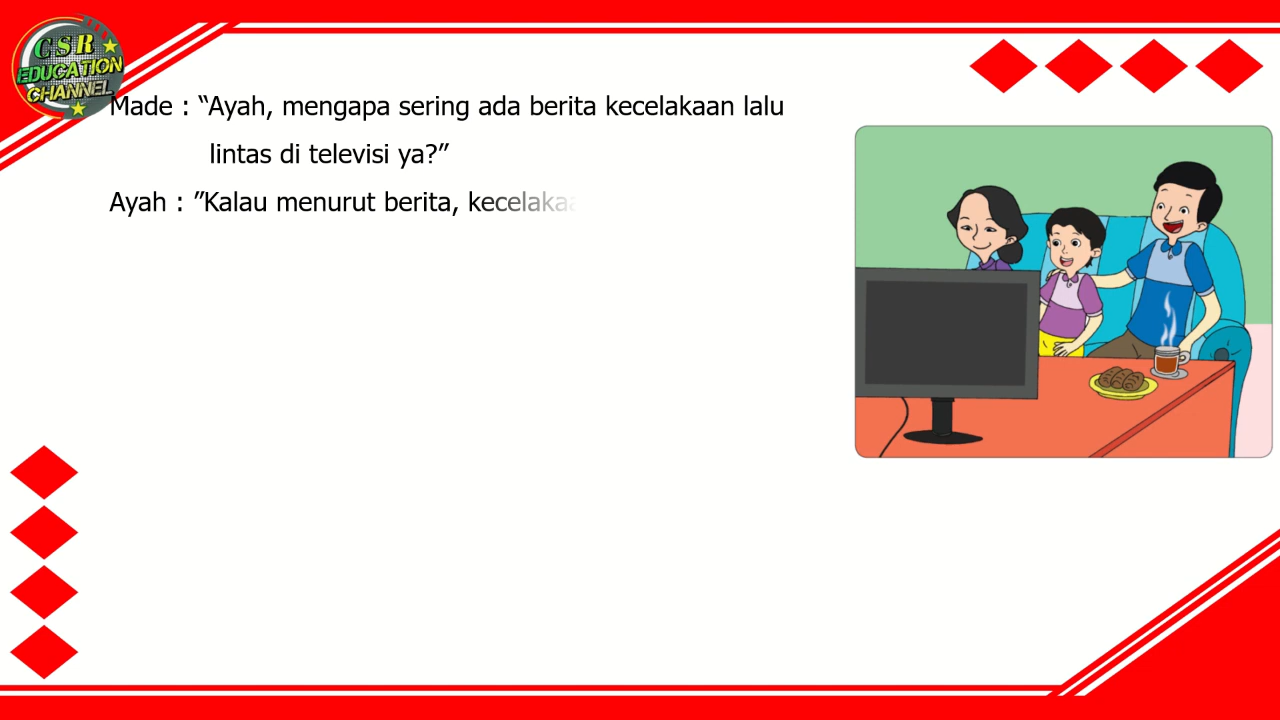 CSR
EDUCATION
CHANNEL
Made : “Ayah, mengapa sering ada berita kecelakaan lalu
lintas di televisi ya?”
Ayah : ”Kalau menurut berita,